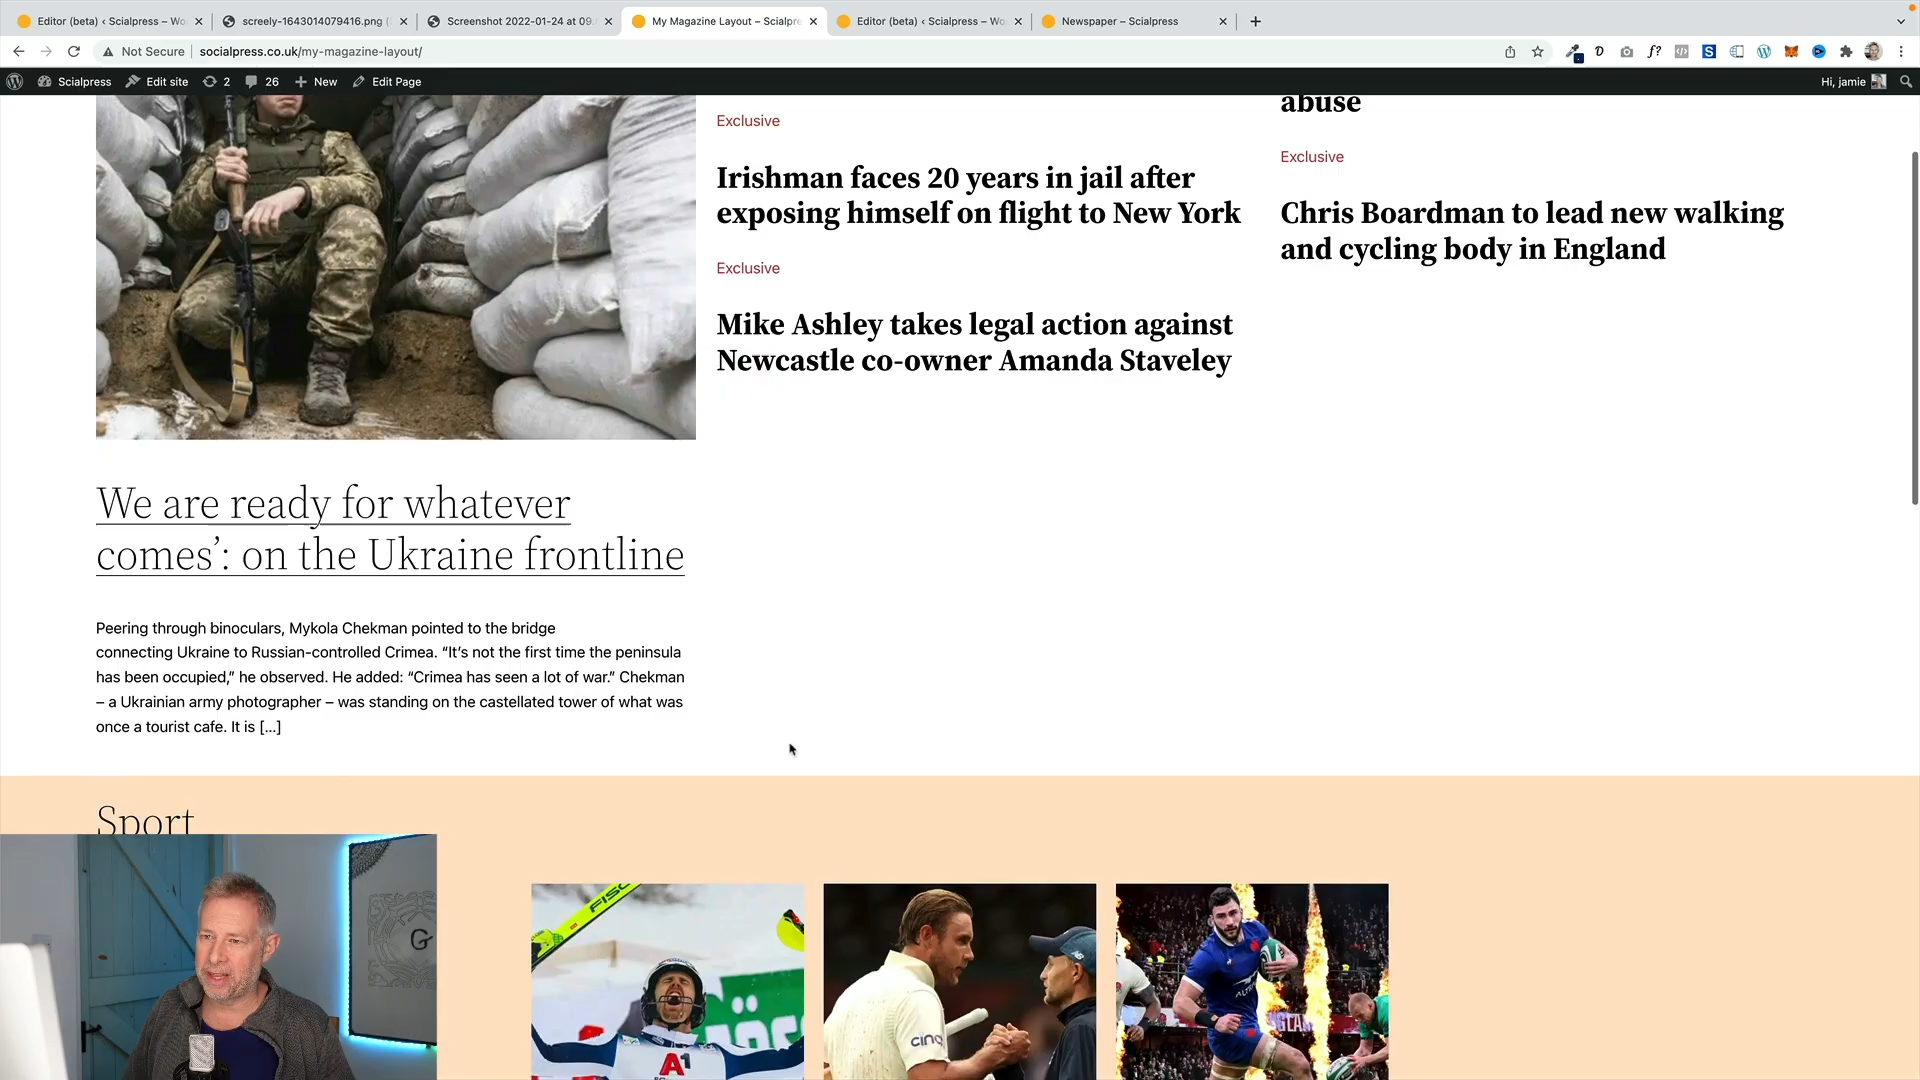 Editor (beta) ‹ Scialpress — Wo
screely-1643014079416.png (
Screenshot 2022-01-24 at 09.
My Magazine Layout – Scialpre
Editor (beta) ‹ Scialpress — Wo
Newspaper – Scialpress
Not Secure
socialpress.co.uk/my-magazine-layout/
Scialpress
Edit site
2
26
New
Edit Page
Hi, jamie
Exclusive
Irishman faces 20 years in jail after
exposing himself on flight to New York
Exclusive
Mike Ashley takes legal action against
Newcastle co-owner Amanda Staveley
abuse
Exclusive
Chris Boardman to lead new walking
and cycling body in England
We are ready for whatever
comes’: on the Ukraine frontline
Peering through binoculars, Mykola Chekman pointed to the bridge
connecting Ukraine to Russian-controlled Crimea. “It’s not the first time the peninsula
has been occupied,” he observed. He added: “Crimea has seen a lot of war.” Chekman
– a Ukrainian army photographer – was standing on the castellated tower of what was
once a tourist cafe. It is […]
Sport
FISC
A1
cinc